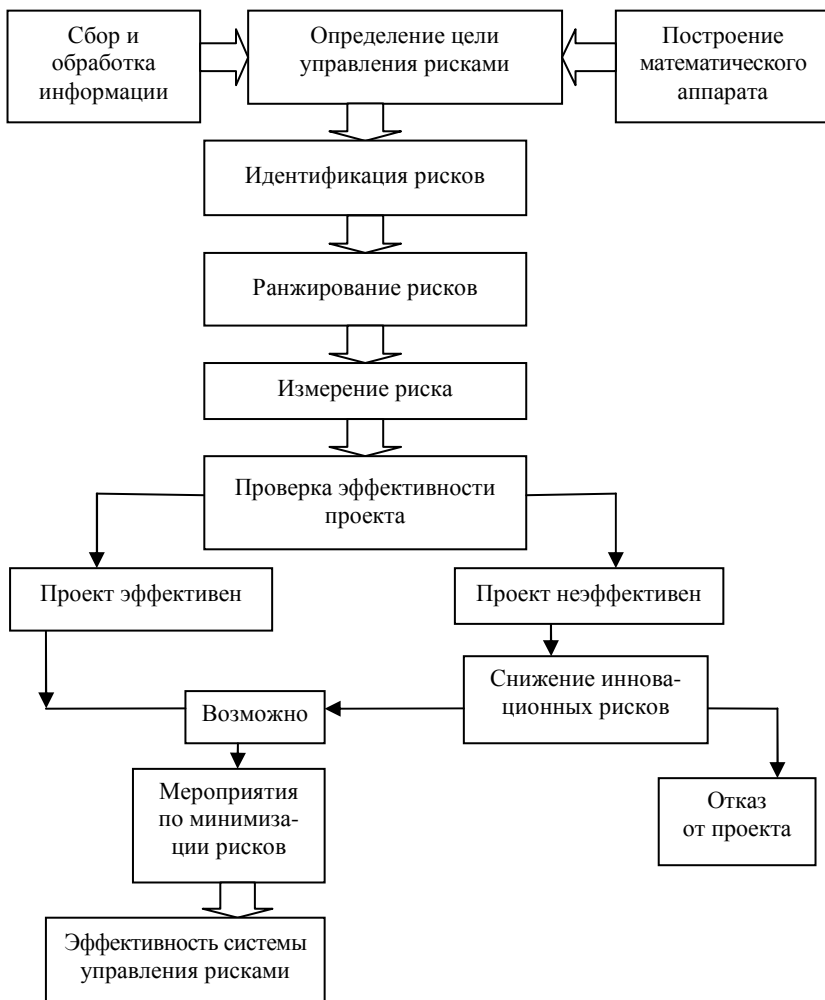 Сбор и
обработка
информации
Определение цели
управления рисками
Построение
математического
аппарата
Идентификация рисков
Ранжирование рисков
Измерение риска
Проверка эффективности
проекта
Проект эффективен
Проект неэффективен
Снижение иннова-
ционных рисков
Возможно
Мероприятия
по минимиза-
ции рисков
Отказ
от проекта
Эффективность системы
управления рисками